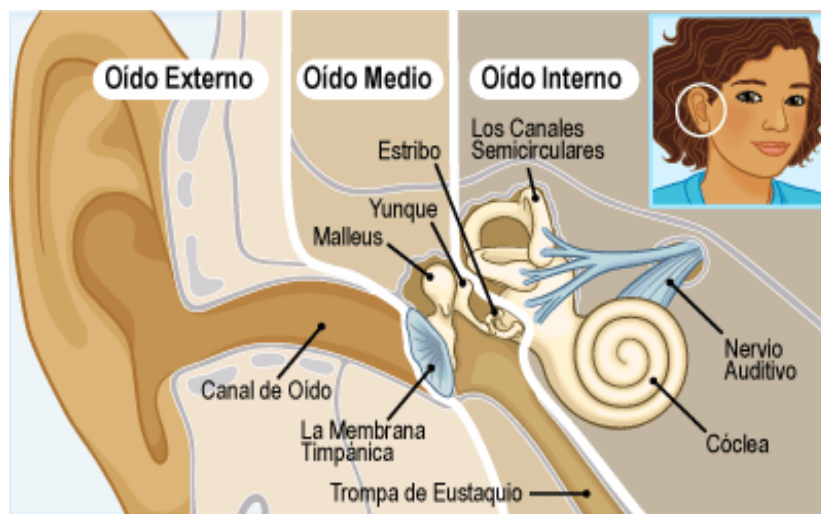 Oído Externo
Oído Medio
Oído Interno
Los Canales
Semicirculares
Estribo
Yunque
Malleus
Canal de Oído
La Membrana
Timpánica
Nervio
Auditivo
Cóclea
Trompa de Eustaquio